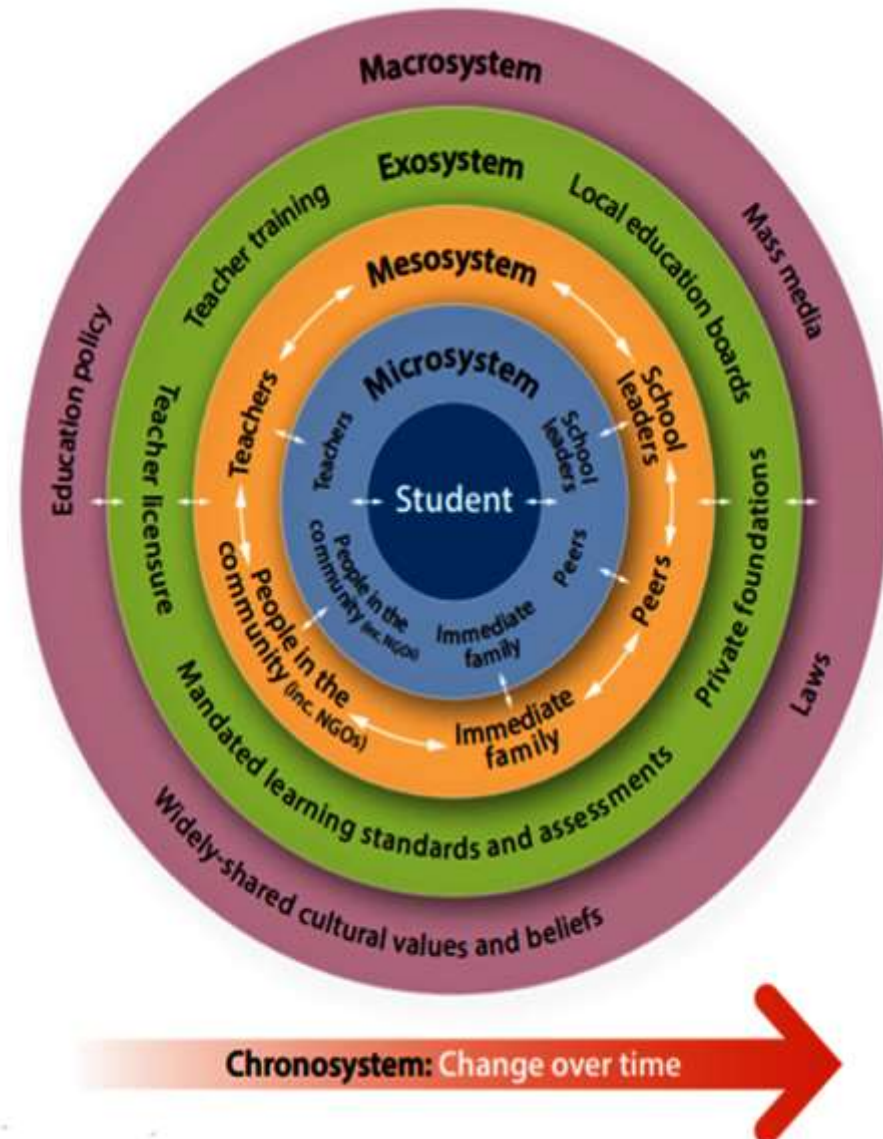 Macrosystem
Mass media
Laws
Widely-shared cultural values and beliefs
Education policy
Exosystem
Local education boards
Private foundations
Mandated learning standards and assessments
Teacher licensure
Teacher training
Mesosystem
School
leaders
Peers
Immediate
family
People in the
community (inc. NGOs)
Teachers
Microsystem
School
leaders
Peers
Immediate
family
People in the
community (inc. NGOs)
Teachers
Student
Chronosystem: Change over time